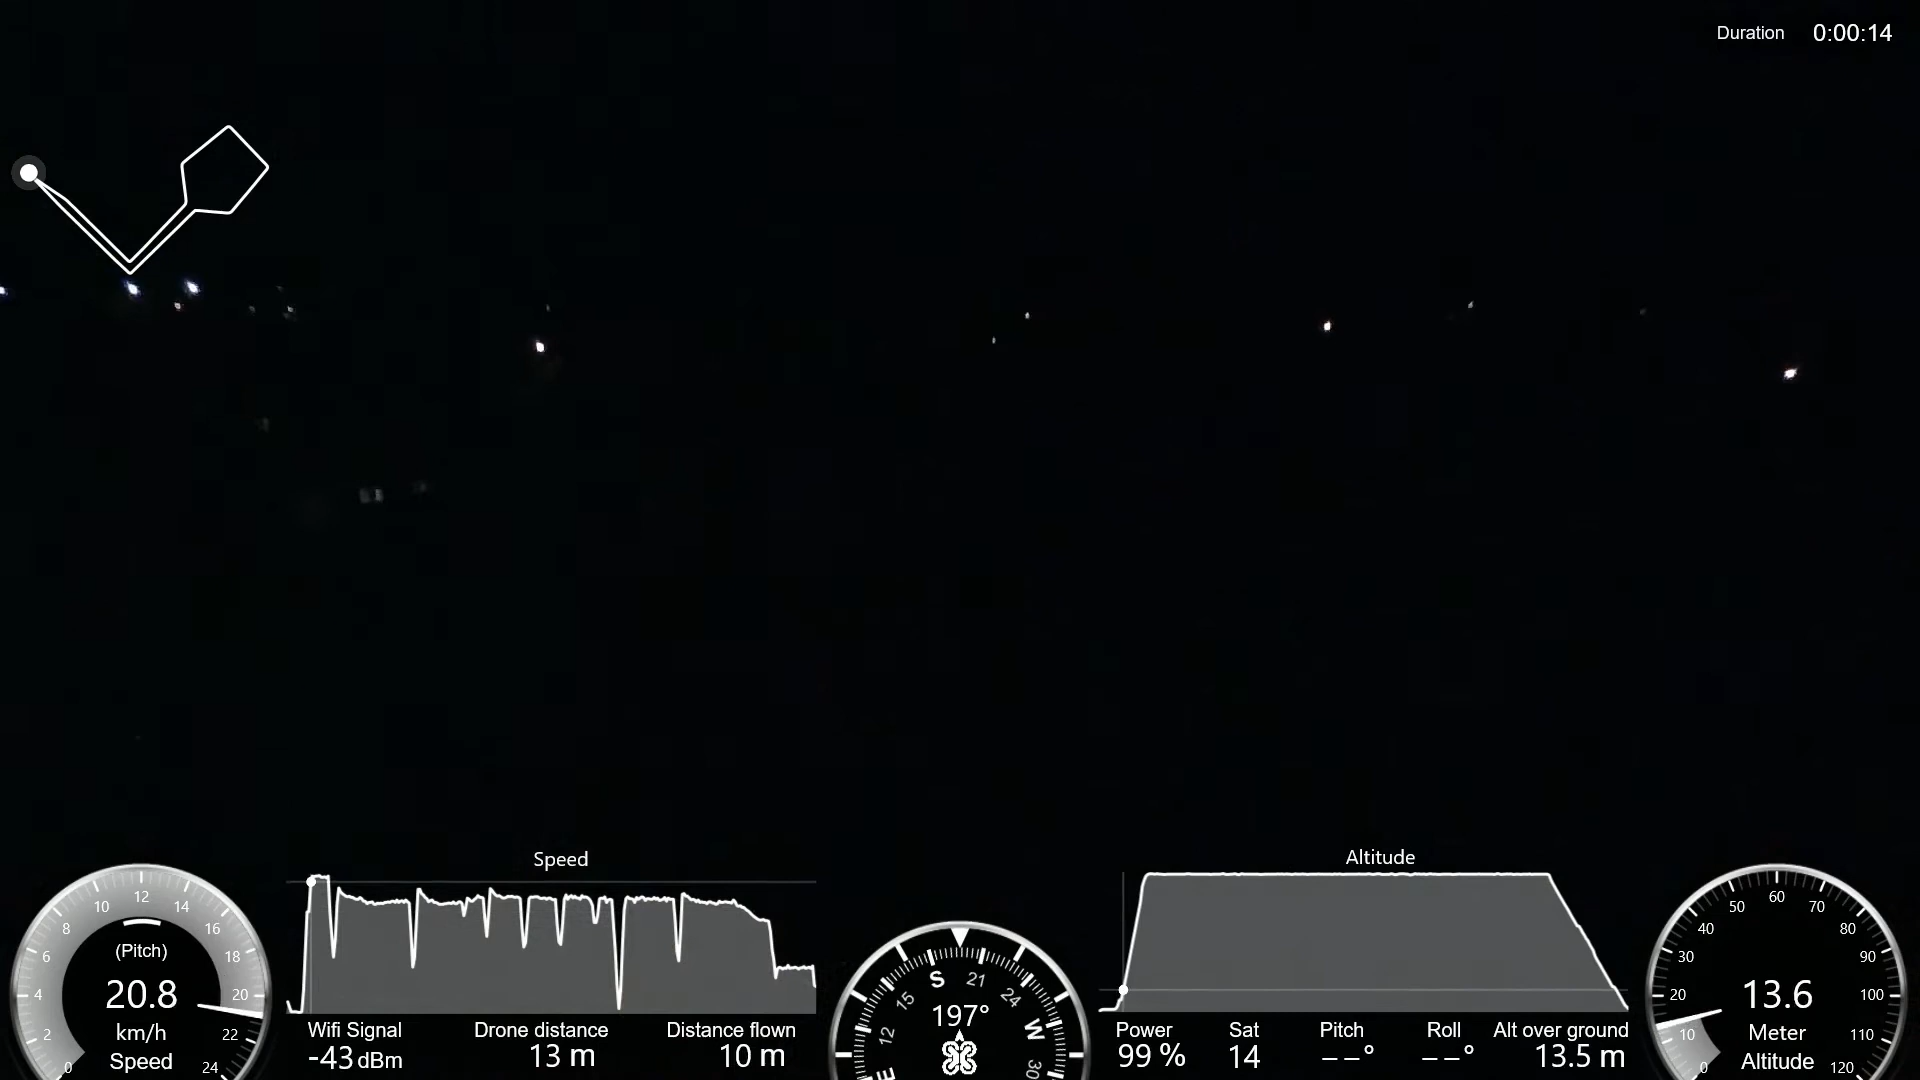 Duration 0:00:14
Speed
Altitude
0 2 4 6 8 10 12 14 16 18 20 22 24
(Pitch)
20.8
km/h
Speed
Wifi Signal
-43 dBm
Drone distance
13 m
Distance flown
10 m
E 12 15 S 21 24 W 30
197°
Power
99 %
Sat
14
Pitch
––°
Roll
––°
Alt over ground
13.5 m
0 10 20 30 40 50 60 70 80 90 100 110 120
13.6
Meter
Altitude